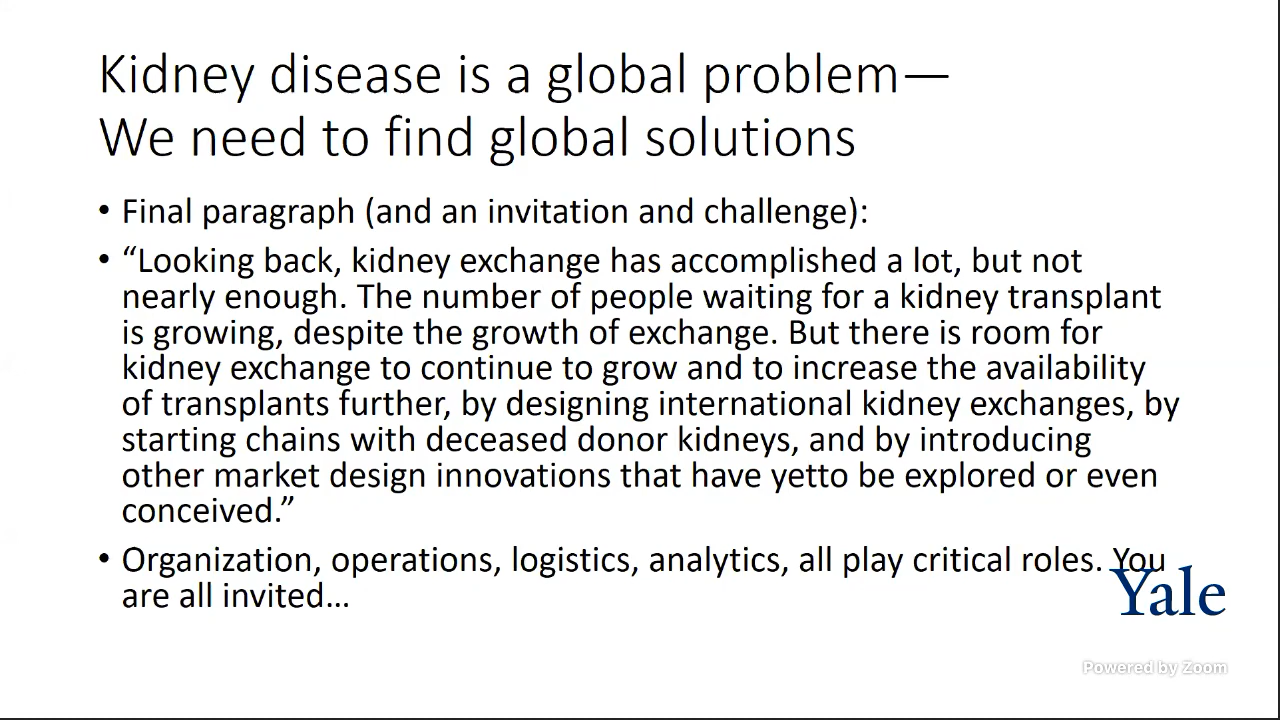 Kidney disease is a global problem—
We need to find global solutions
• Final paragraph (and an invitation and challenge):
• “Looking back, kidney exchange has accomplished a lot, but not
nearly enough. The number of people waiting for a kidney transplant
is growing, despite the growth of exchange. But there is room for
kidney exchange to continue to grow and to increase the availability
of transplants further, by designing international kidney exchanges, by
starting chains with deceased donor kidneys, and by introducing
other market design innovations that have yetto be explored or even
conceived.”
• Organization, operations, logistics, analytics, all play critical roles. You
are all invited…
Yale
Powered by Zoom